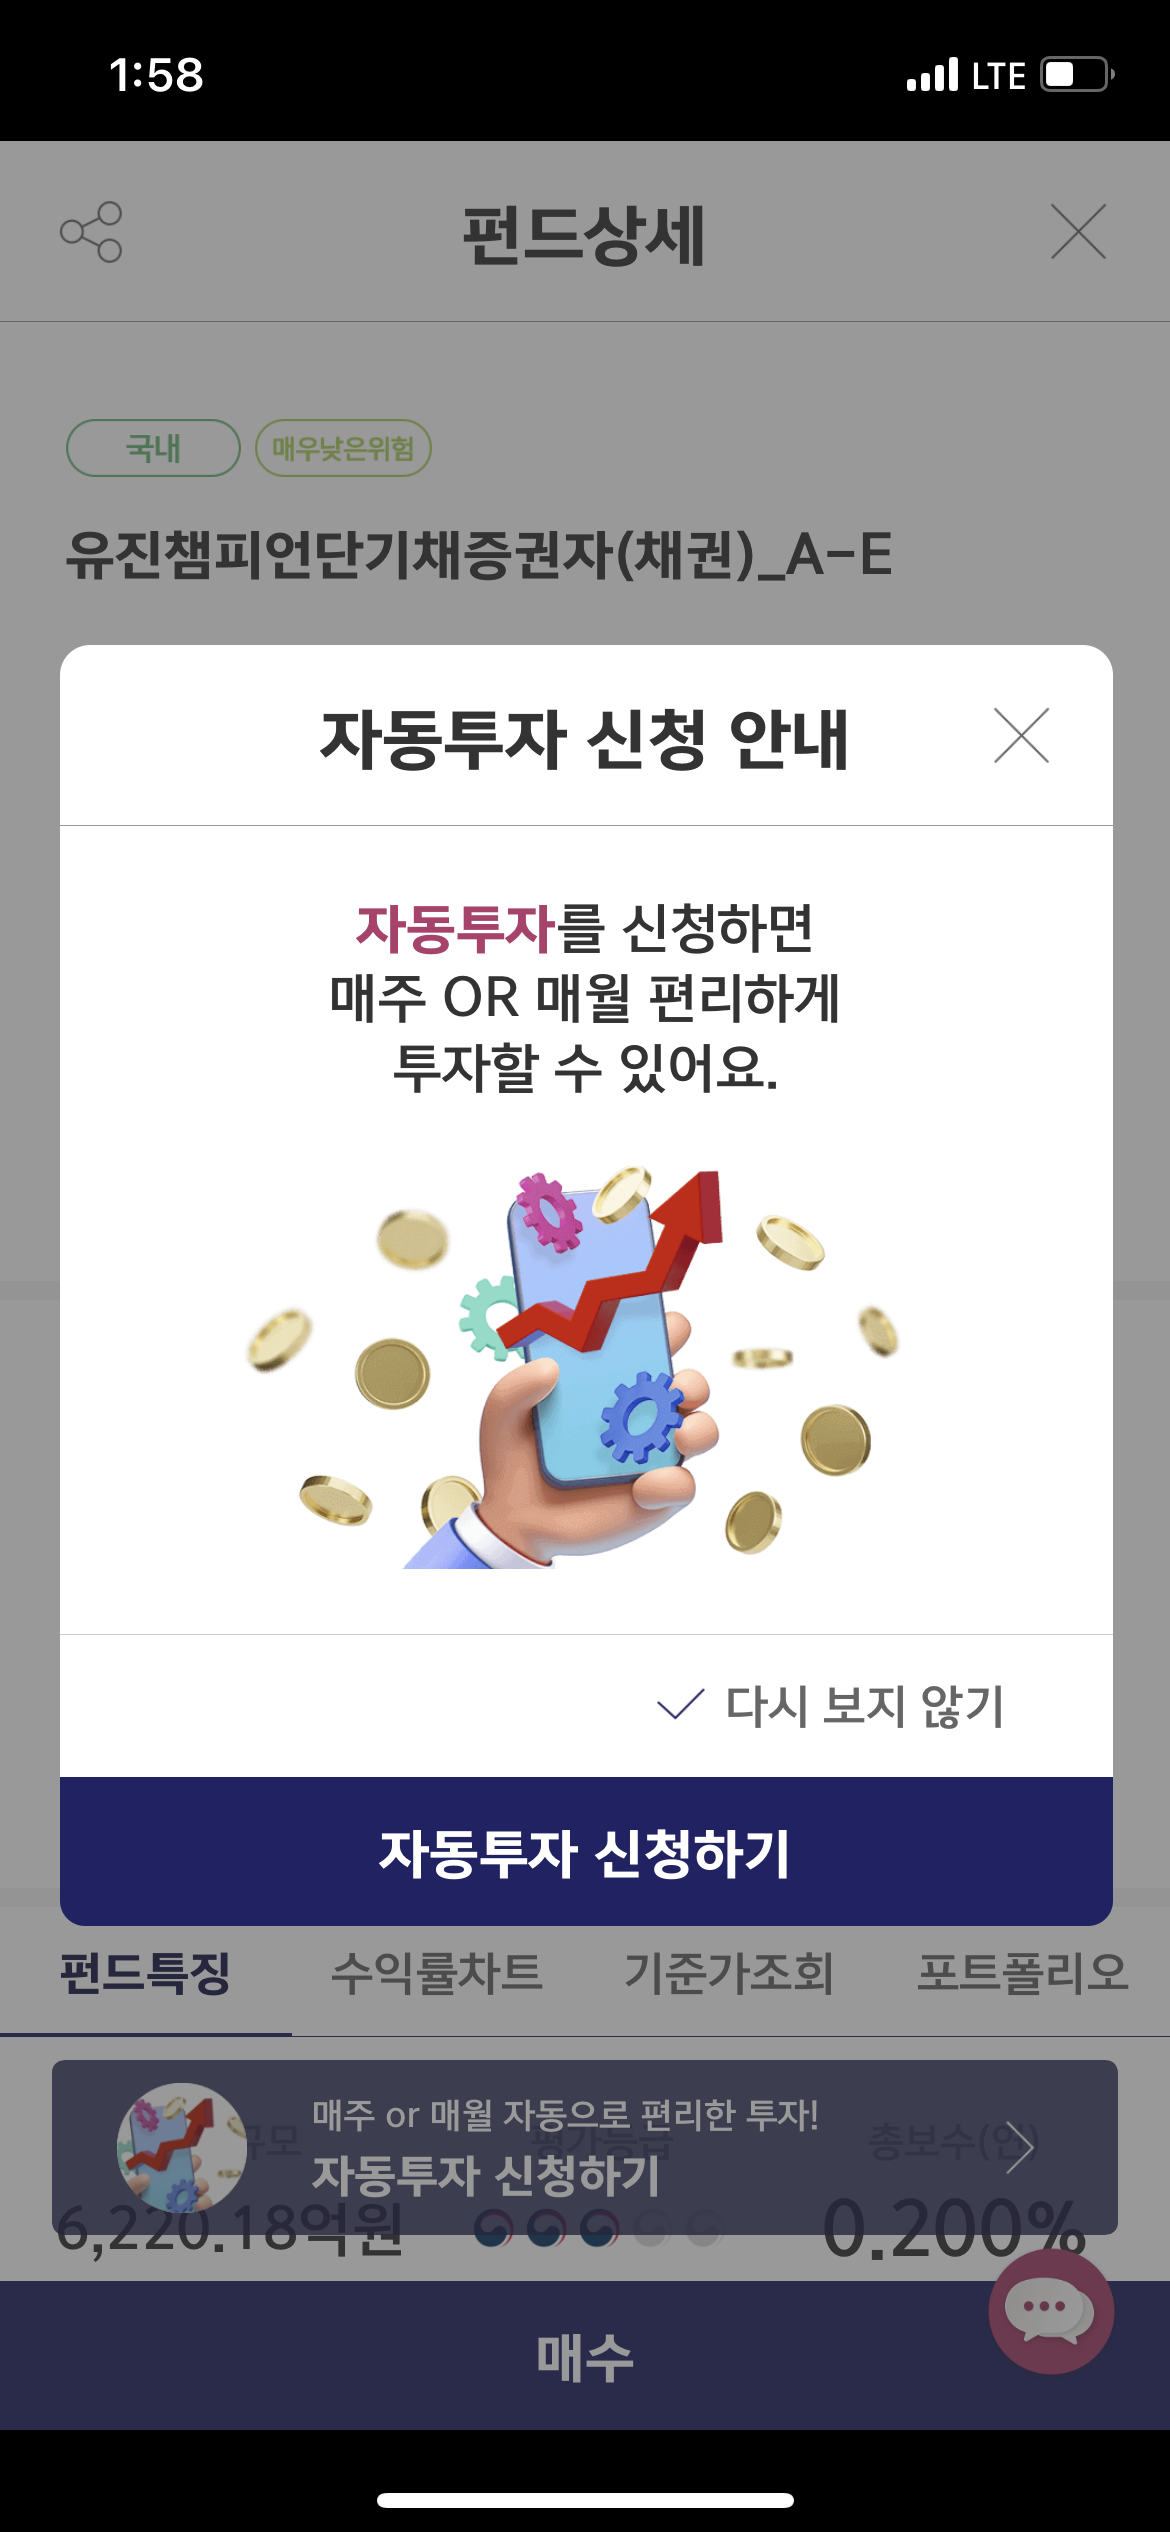 1:58
LTE
펀드상세
국내
매우낮은위험
유진챔피언단기채증권자(채권)_A-E
자동투자 신청 안내
자동투자를 신청하면
매주 OR 매월 편리하게
투자할 수 있어요.
다시 보지 않기
자동투자 신청하기
펀드특징
수익률차트
기준가조회
포트폴리오
매주 or 매월 자동으로 편리한 투자!
규모
평가등급
총보수(연)
자동투자 신청하기
6,220.18억원
0.200%
매수